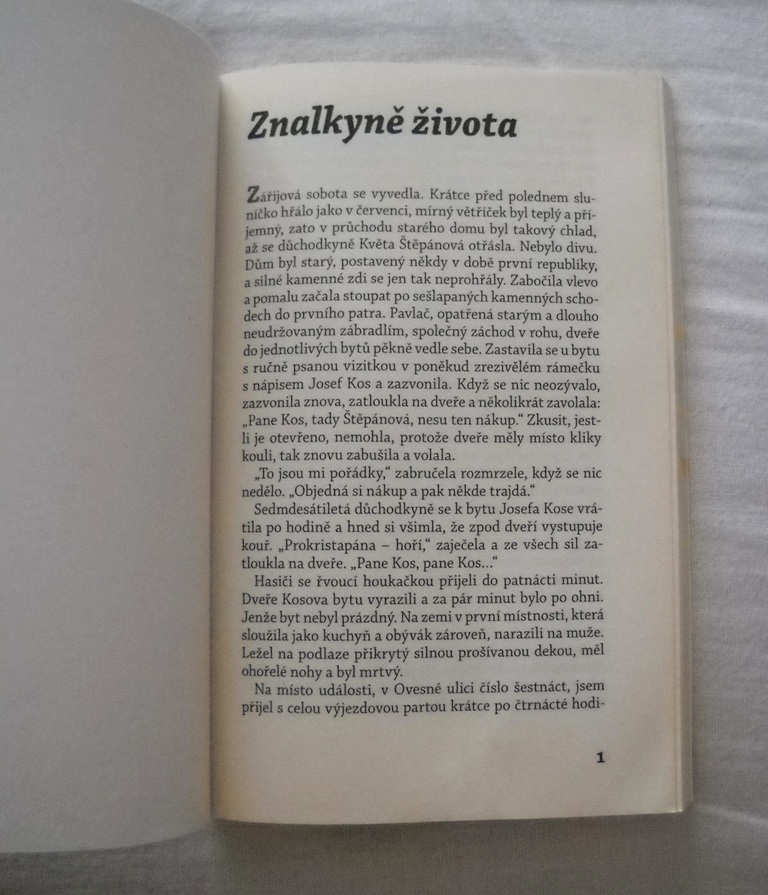 Znalkyně života
Zářijová sobota se vyvedla. Krátce před polednem slu-
níčko hřálo jako v červenci, mírný větříček byl teplý a pří-
jemný, zato v průchodu starého domu byl takový chlad,
až se důchodkyně Květa Štěpánová otřásla. Nebylo divu.
Dům byl starý, postavený někdy v době první republiky,
a silné kamenné zdi se jen tak neprohřály. Zabočila vlevo
a pomalu začala stoupat po sešlapaných kamenných scho-
dech do prvního patra. Pavlač, opatřená starým a dlouho
neudržovaným zábradlím, společný záchod v rohu, dveře
do jednotlivých bytů pěkně vedle sebe. Zastavila se u bytu
s ručně psanou vizitkou v poněkud zrezivělém rámečku
s nápisem Josef Kos a zazvonila. Když se nic neozývalo,
zazvonila znova, zatloukla na dveře a několikrát zavolala:
„Pane Kos, tady Štěpánová, nesu ten nákup.“ Zkusit, jest-
li je otevřeno, nemohla, protože dveře měly místo kliky
kouli, tak znovu zabušila a volala.
„To jsou mi pořádky,“ zabručela rozmrzele, když se nic
nedělo. „Objedná si nákup a pak někde trajdá.“
Sedmdesátiletá důchodkyně se k bytu Josefa Kose vrá-
tila po hodině a hned si všimla, že zpod dveří vystupuje
kouř. „Prokristapána – hoří,“ zaječela a ze všech sil za-
tloukla na dveře. „Pane Kos, pane Kos...“
Hasiči se řvoucí houkačkou přijeli do patnácti minut.
Dveře Kosova bytu vyrazili a za pár minut bylo po ohni.
Jenže byt nebyl prázdný. Na zemi v první místnosti, která
sloužila jako kuchyň a obývák zároveň, narazili na muže.
Ležel na podlaze přikrytý silnou prošívanou dekou, měl
ohořelé nohy a byl mrtvý.
Na místo události, v Ovesné ulici číslo šestnáct, jsem
přijel s celou výjezdovou partou krátce po čtrnácté hodi-
1